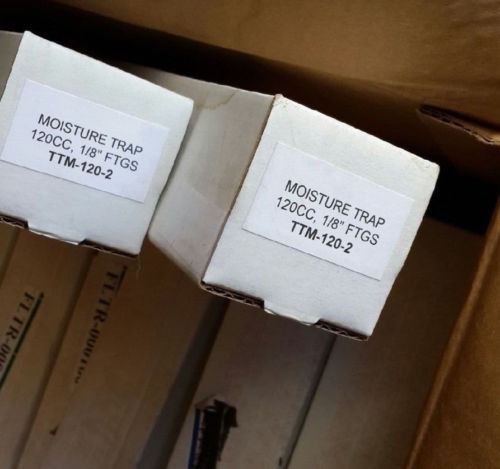 MOISTURE TRAP
120CC, 1/8" FTGS
TTM-120-2
MOISTURE TRAP
120CC, 1/8" FTGS
TTM-120-2